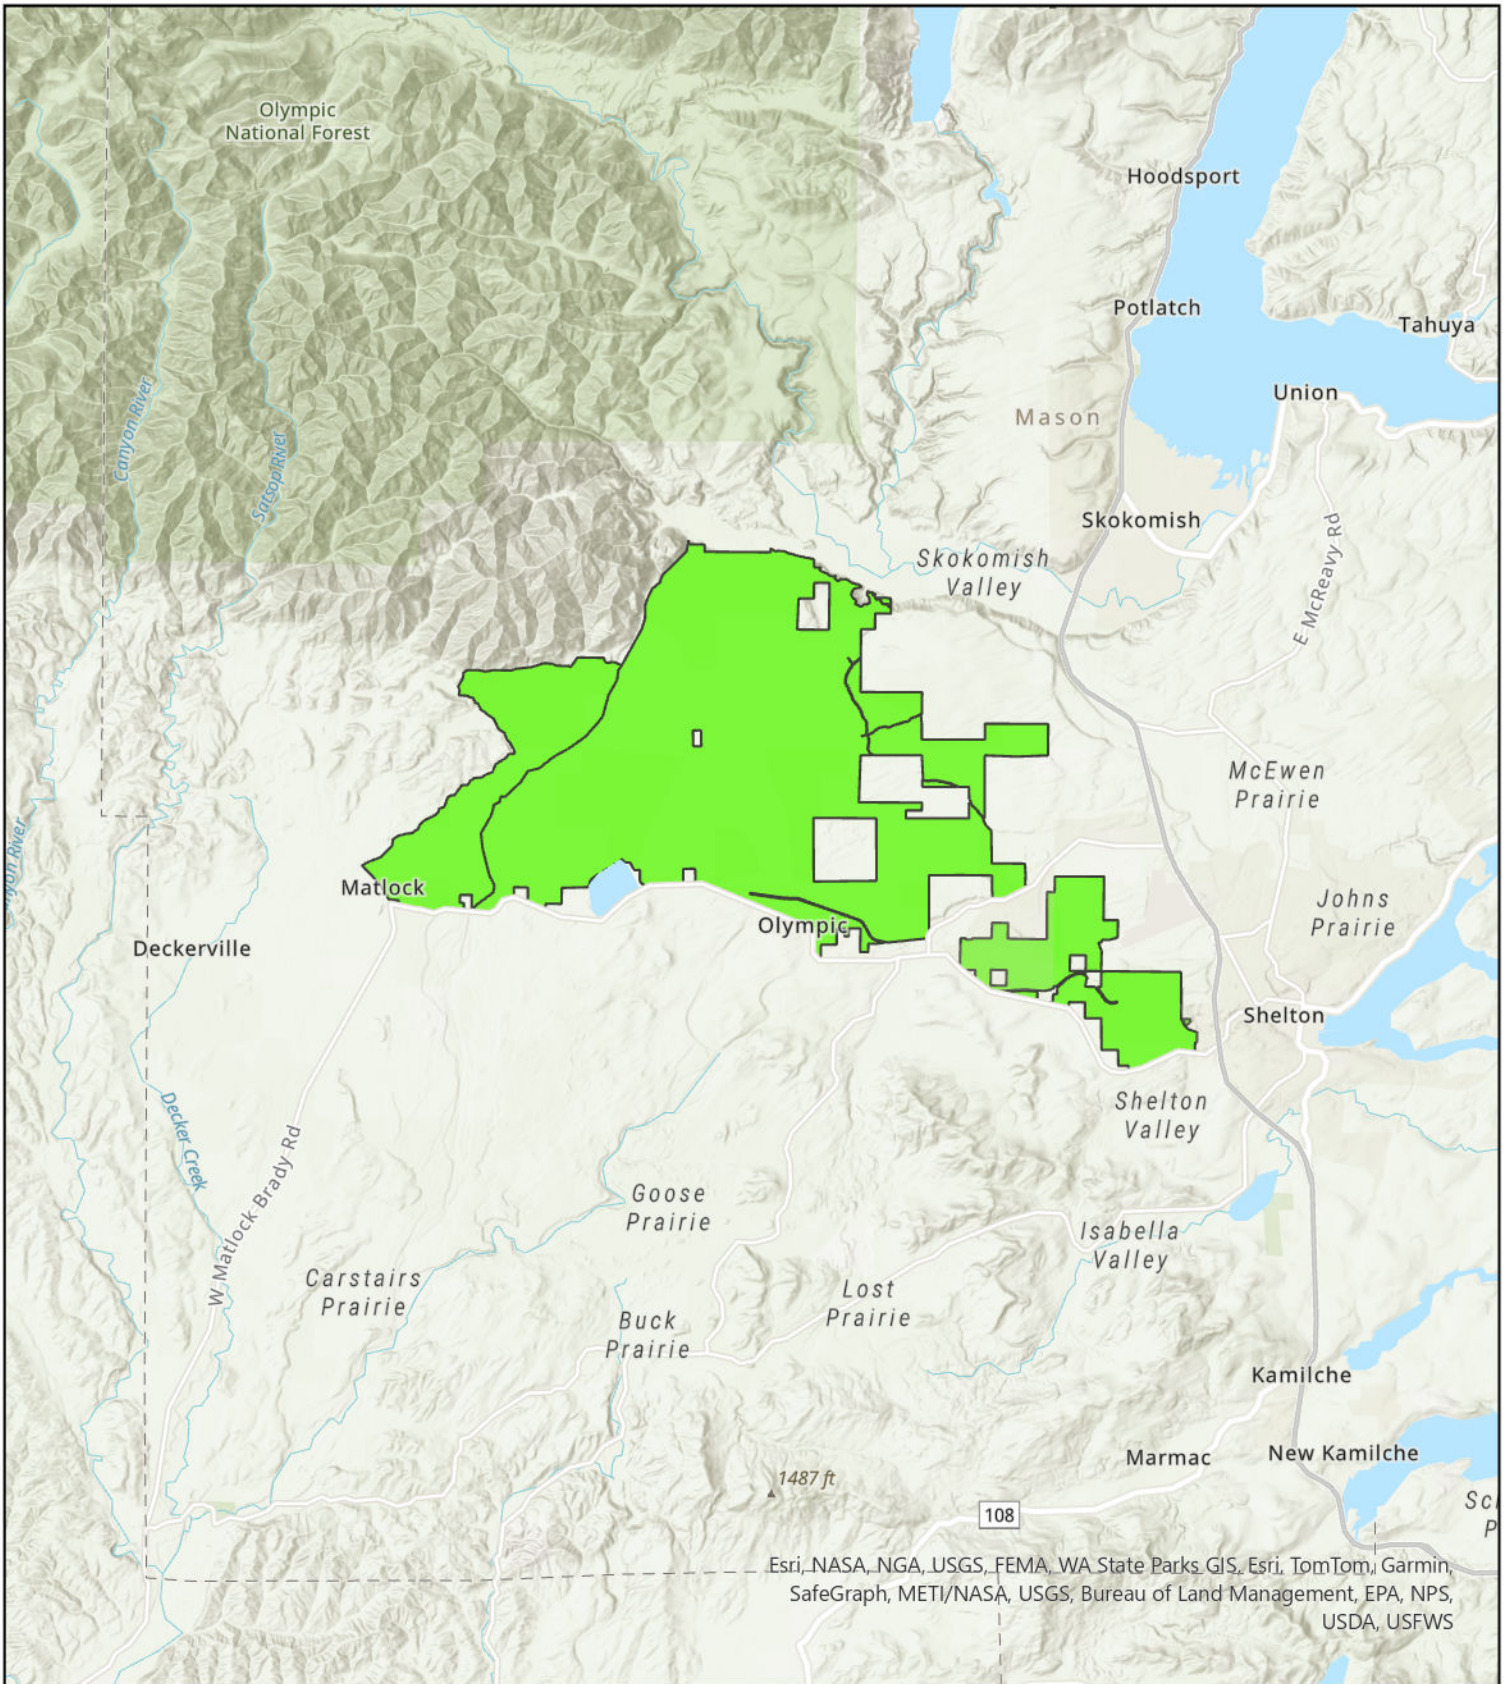 Olympic
National Forest
Hoodsport
Potlatch
Tahuya
Canyon River
Satsop River
Union
Mason
Skokomish
Skokomish
Valley
E McReavy Rd
McEwen
Prairie
Matlock
Johns
Prairie
Olympic
Deckerville
Shelton
Decker Creek
Shelton
Valley
W Matlock-Brady Rd
Goose
Prairie
Isabella
Valley
Carstairs
Prairie
Lost
Prairie
Buck
Prairie
Kamilche
Marmac
New Kamilche
1487 ft
108
Esri, NASA, NGA, USGS, FEMA, WA State Parks GIS, Esri, TomTom, Garmin,
SafeGraph, METI/NASA, USGS, Bureau of Land Management, EPA, NPS,
USDA, USFWS